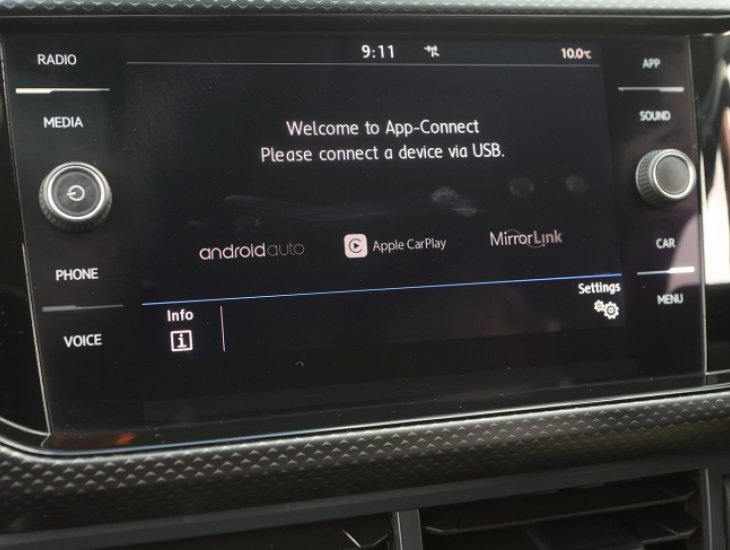 RADIO
9:11
10.0°C
APP
MEDIA
SOUND
Welcome to App-Connect
Please connect a device via USB.
androidauto
Apple CarPlay
MirrorLink
CAR
PHONE
Settings
MENU
Info
i
VOICE